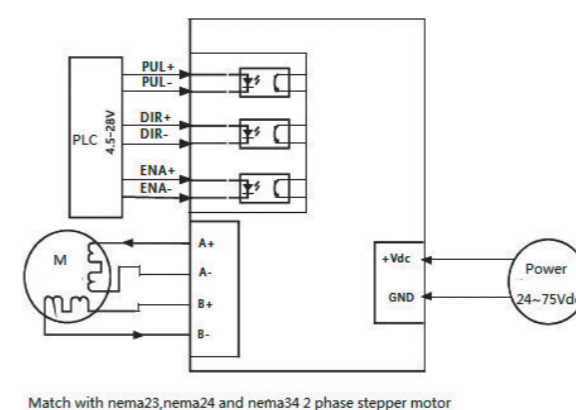 PUL+
PUL-
DIR+
DIR-
PLC
4.5-28V
ENA+
ENA-
M
A+
A-
B+
B-
+Vdc
GND
Power
24~75Vdc
Match with nema23,nema24 and nema34 2 phase stepper motor